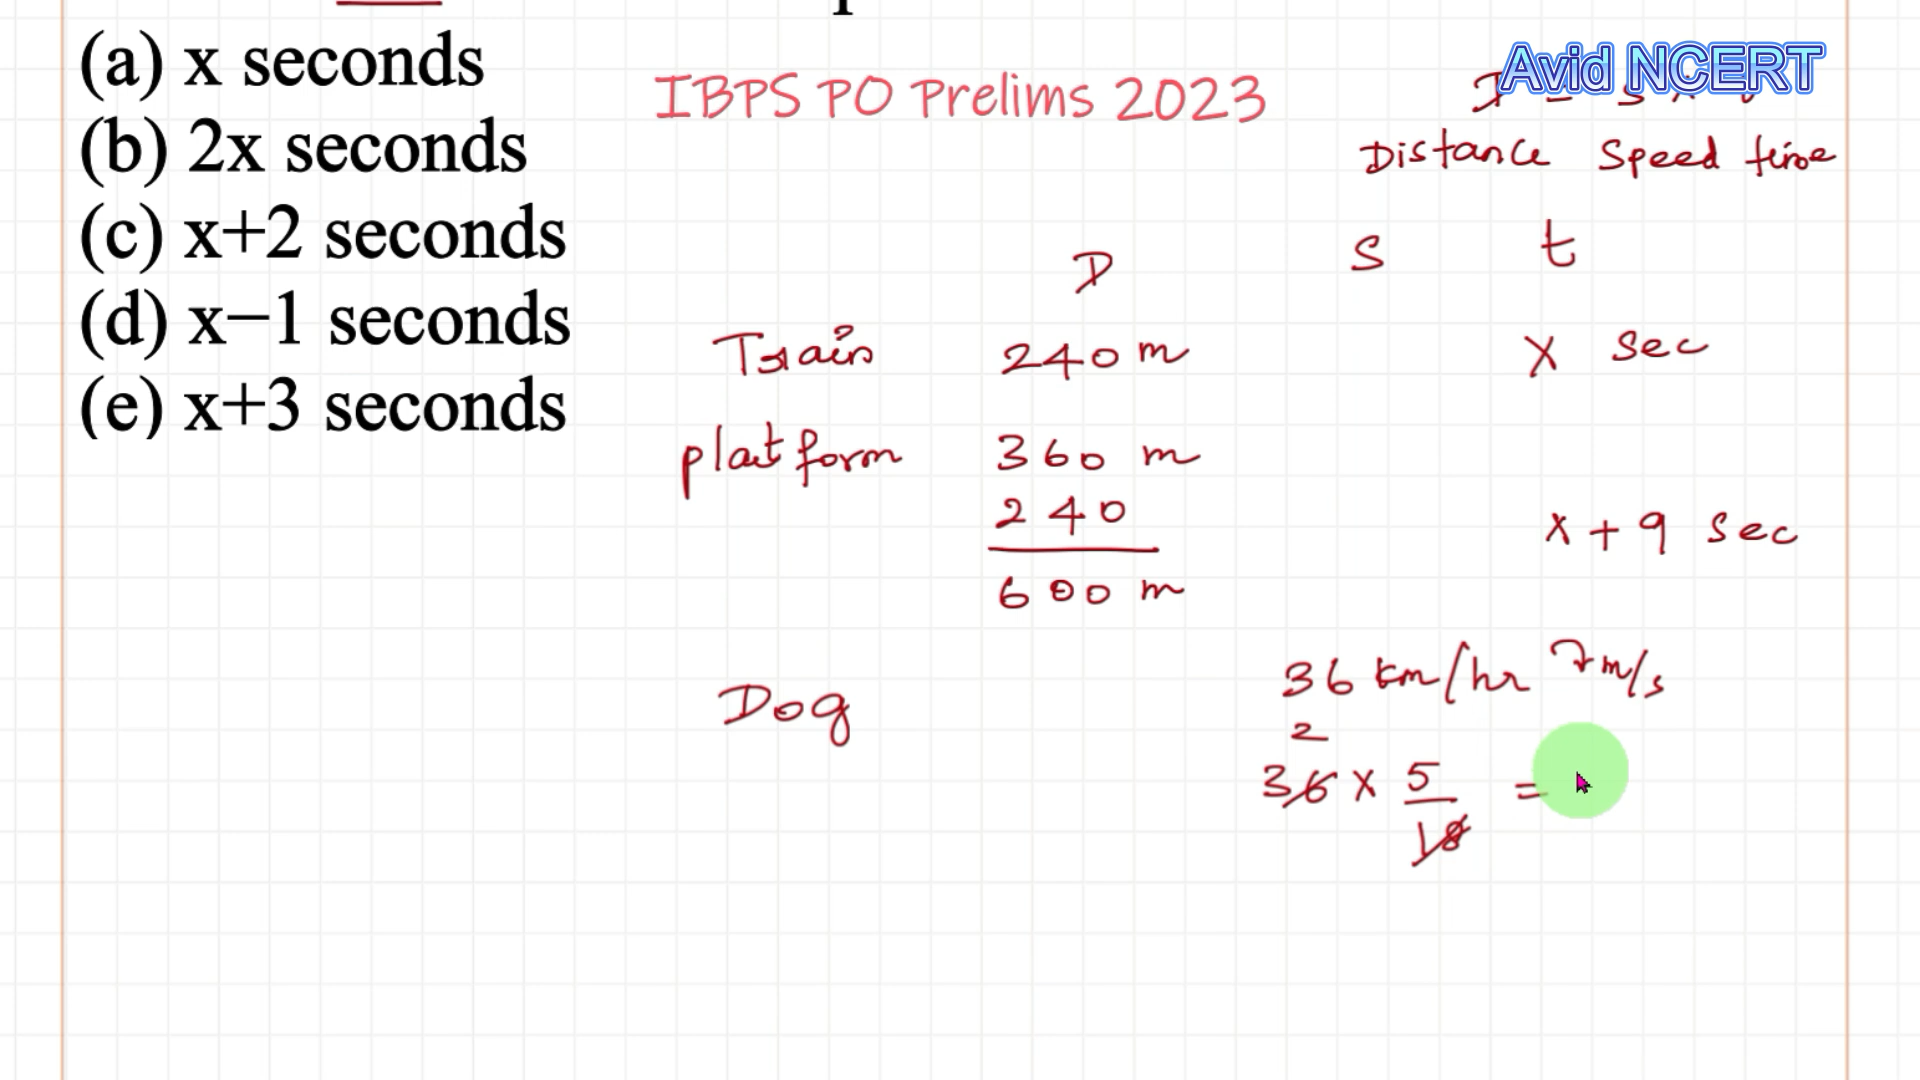 (a) x seconds
(b) 2x seconds
(c) x+2 seconds
(d) x−1 seconds
(e) x+3 seconds
IBPS PO Prelims 2023
Avid NCERT
Distance Speed time
D S t
Train 240 m X sec
platform 360 m
240
X + 9 sec
600 m
Dog 36 km/hr 7 m/s
2
36 X 5 =
18